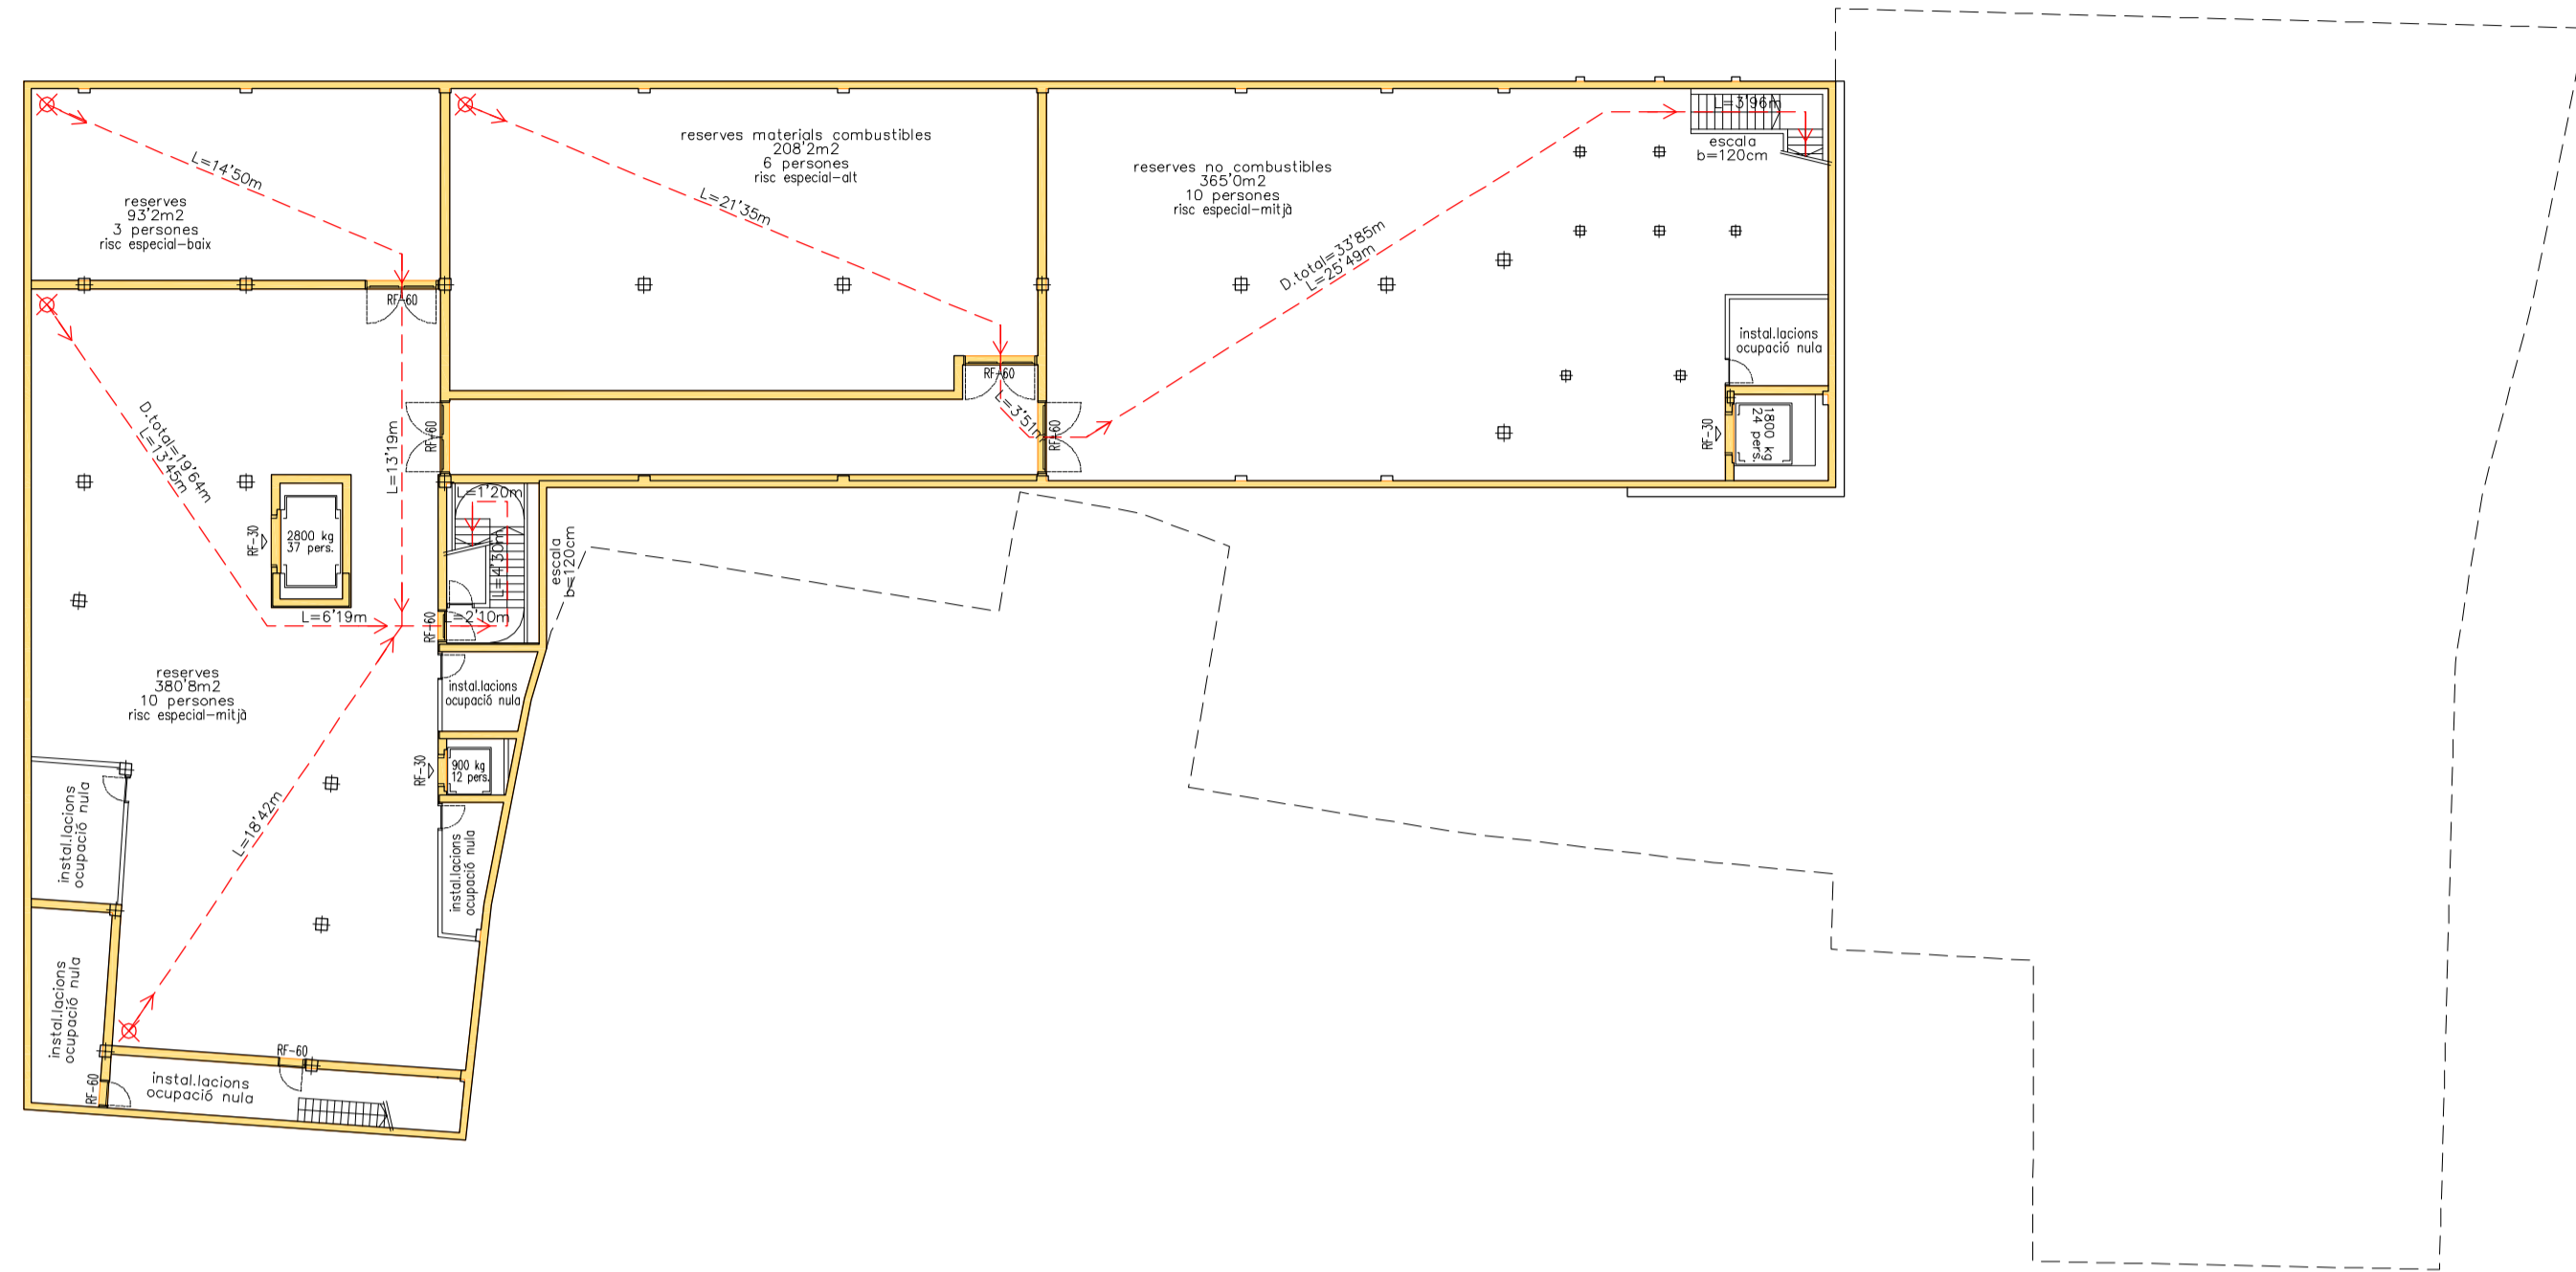 L=14'50m
reserves
93'2m2
3 persones
risc especial-baix
RF-60
reserves materials combustibles
208'2m2
6 persones
risc especial-alt
L=21'35m
RF-60
L=3'51m
RF-60
reserves no combustibles
365'0m2
10 persones
risc especial-mitjà
D.total=33'85m
L=25'49m
L=3'96m
escala
b=120cm
instal.lacions
ocupació nula
1800 kg
24 pers.
RF-30
D.total=19'64m
L=13'45m
L=13'19m
RF-60
RF-30
2800 kg
37 pers.
L=6'19m
L=1'20m
L=4'30m
L=2'10m
RF-60
escala
b=120cm
reserves
380'8m2
10 persones
risc especial-mitjà
instal.lacions
ocupació nula
RF-30
900 kg
12 pers.
L=18'42m
instal.lacions
ocupació nula
instal.lacions
ocupació nula
instal.lacions
ocupació nula
RF-60
RF-60
instal.lacions
ocupació nula